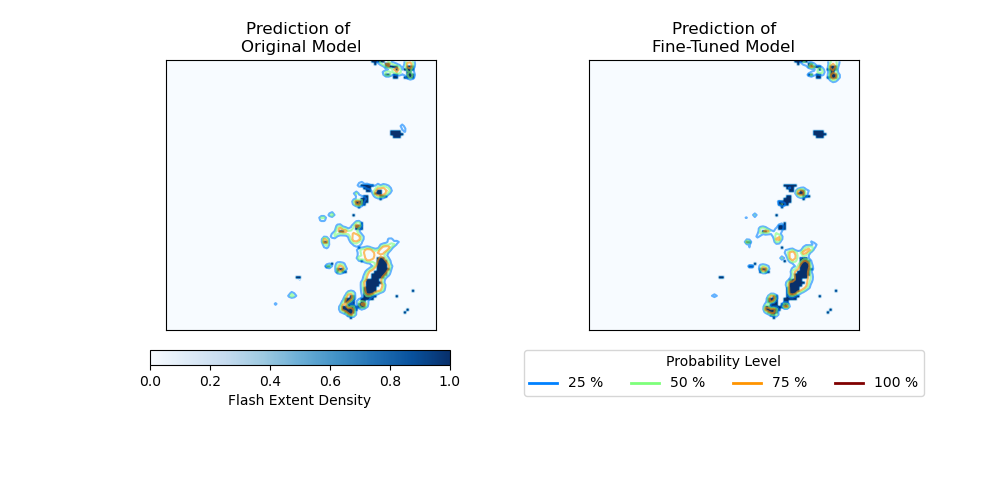 Prediction of
Original Model
Prediction of
Fine-Tuned Model
0.0 0.2 0.4 0.6 0.8 1.0
Flash Extent Density
Probability Level
25 % 50 % 75 % 100 %